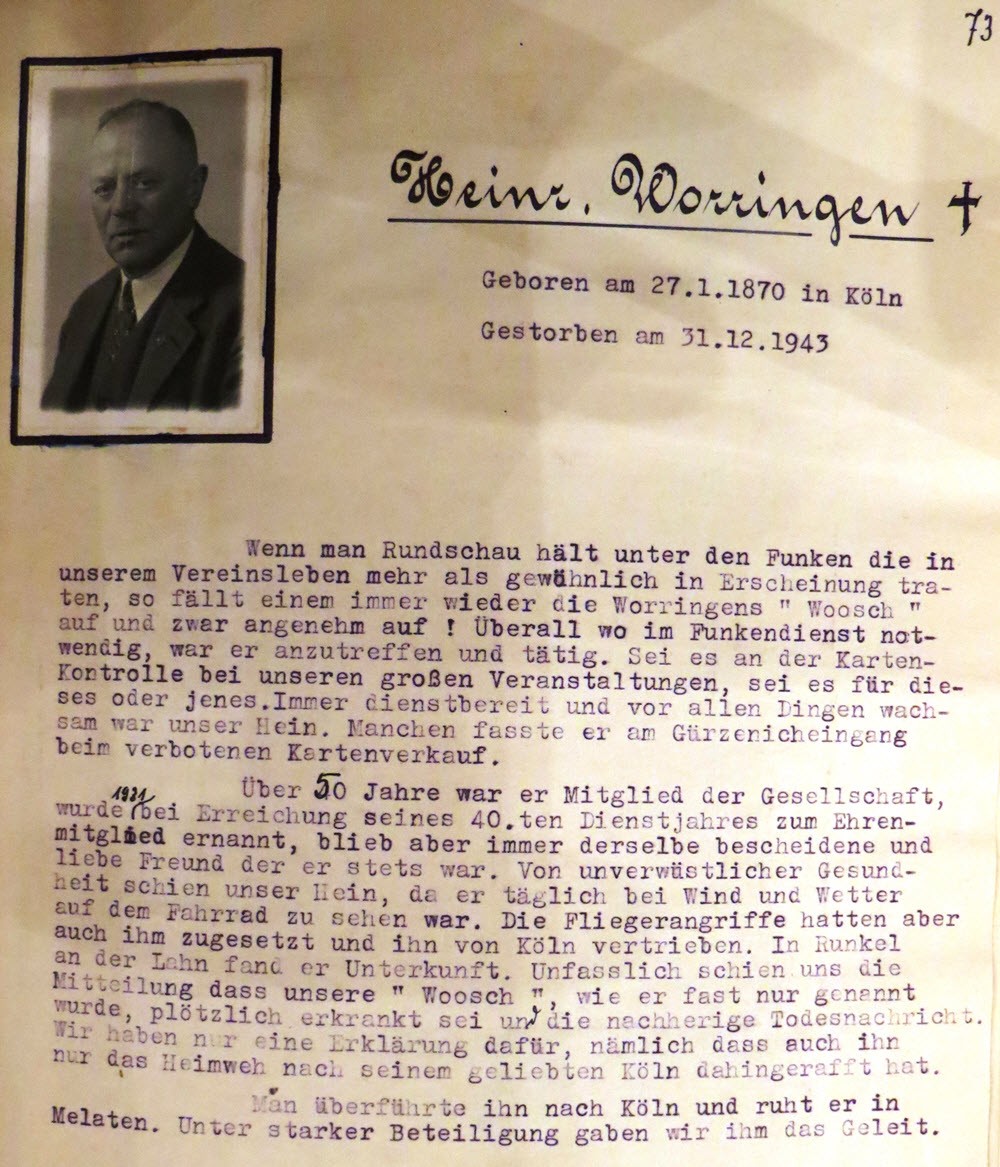 73
Heinr. Worringen †
Geboren am 27.1.1870 in Köln
Gestorben am 31.12.1943
Wenn man Rundschau hält unter den Funken die in
unserem Vereinsleben mehr als gewöhnlich in Erscheinung tra-
ten, so fällt einem immer wieder die Worringens " Woosch "
auf und zwar angenehm auf ! Überall wo im Funkendienst not-
wendig, war er anzutreffen und tätig. Sei es an der Karten-
Kontrolle bei unseren großen Veranstaltungen, sei es für die-
ses oder jenes.Immer dienstbereit und vor allen Dingen wach-
sam war unser Hein. Manchen fasste er am Gürzenicheingang
beim verbotenen Kartenverkauf.
Über 50 Jahre war er Mitglied der Gesellschaft,
wurde 1931 bei Erreichung seines 40.ten Dienstjahres zum Ehren-
mitglied ernannt, blieb aber immer derselbe bescheidene und
liebe Freund der er stets war. Von unverwüstlicher Gesund-
heit schien unser Hein, da er täglich bei Wind und Wetter
auf dem Fahrrad zu sehen war. Die Fliegerangriffe hatten aber
auch ihm zugesetzt und ihn von Köln vertrieben. In Runkel
an der Lahn fand er Unterkunft. Unfasslich schien uns die
Mitteilung dass unsere " Woosch ", wie er fast nur genannt
wurde, plötzlich erkrankt sei und die nachherige Todesnachricht.
Wir haben nur eine Erklärung dafür, nämlich dass auch ihn
nur das Heimweh nach seinem geliebten Köln dahingerafft hat.
Man überführte ihn nach Köln und ruht er in
Melaten. Unter starker Beteiligung gaben wir ihm das Geleit.